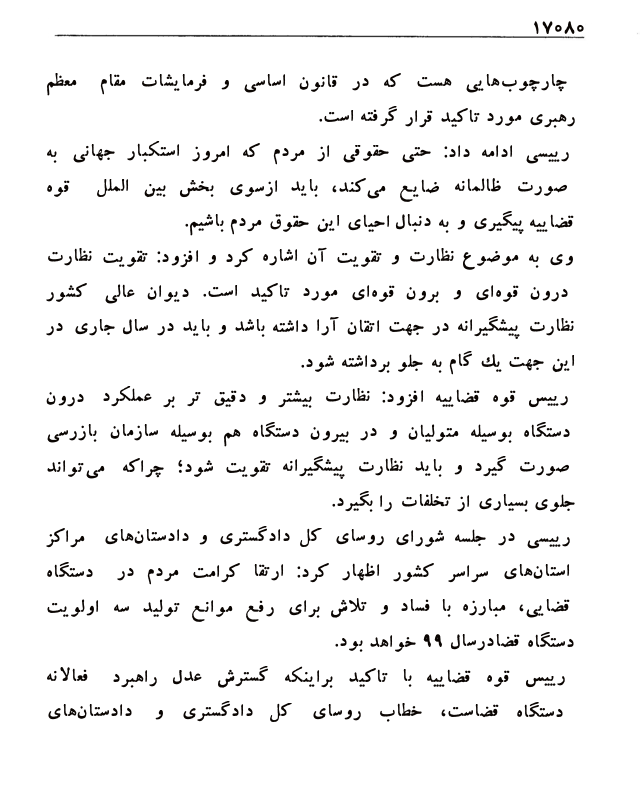 ۱۷۰۸۰
چارچوب‌هایی هست که در قانون اساسی و فرمایشات مقام معظم
رهبری مورد تاکید قرار گرفته است.
رییسی ادامه داد: حتی حقوقی از مردم که امروز استکبار جهانی به
صورت ظالمانه ضایع می‌کند، باید ازسوی بخش بین الملل قوه
قضاییه پیگیری و به دنبال احیای این حقوق مردم باشیم.
وی به موضوع نظارت و تقویت آن اشاره کرد و افزود: تقویت نظارت
درون قوه‌ای و برون قوه‌ای مورد تاکید است. دیوان عالی کشور
نظارت پیشگیرانه در جهت اتقان آرا داشته باشد و باید در سال جاری در
این جهت یك گام به جلو برداشته شود.
رییس قوه قضاییه افزود: نظارت بیشتر و دقیق تر بر عملکرد درون
دستگاه بوسیله متولیان و در بیرون دستگاه هم بوسیله سازمان بازرسی
صورت گیرد و باید نظارت پیشگیرانه تقویت شود؛ چراکه می‌تواند
جلوی بسیاری از تخلفات را بگیرد.
رییسی در جلسه شورای روسای کل دادگستری و دادستان‌های مراکز
استان‌های سراسر کشور اظهار کرد: ارتقا کرامت مردم در دستگاه
قضایی، مبارزه با فساد و تلاش برای رفع موانع تولید سه اولویت
دستگاه قضادرسال ۹۹ خواهد بود.
رییس قوه قضاییه با تاکید براینکه گسترش عدل راهبرد فعالانه
دستگاه قضاست، خطاب روسای کل دادگستری و دادستان‌های